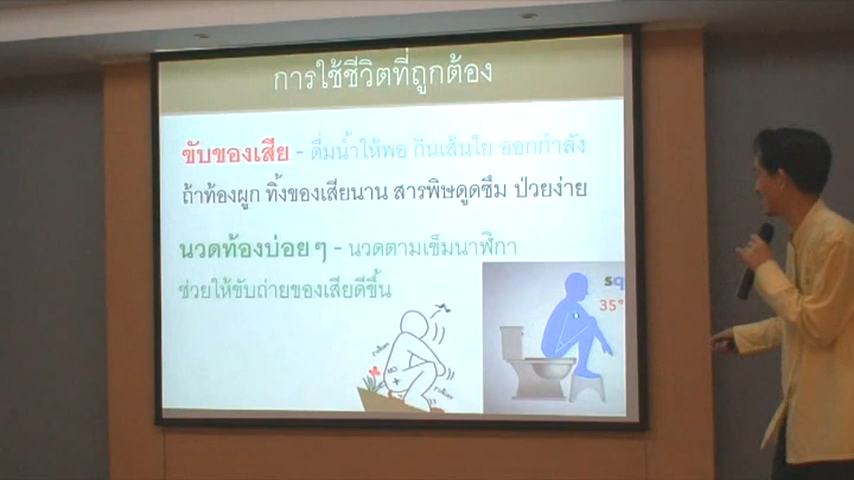 การใช้ชีวิตที่ถูกต้อง
ขับของเสีย - ดื่มน้ำให้พอ กินเส้นใย ออกกำลัง
ถ้าท้องผูก ทิ้งของเสียนาน สารพิษดูดซึม ป่วยง่าย
นวดท้องบ่อยๆ - นวดตามเข็มนาฬิกา
ช่วยให้ขับถ่ายของเสียดีขึ้น
sq
35°